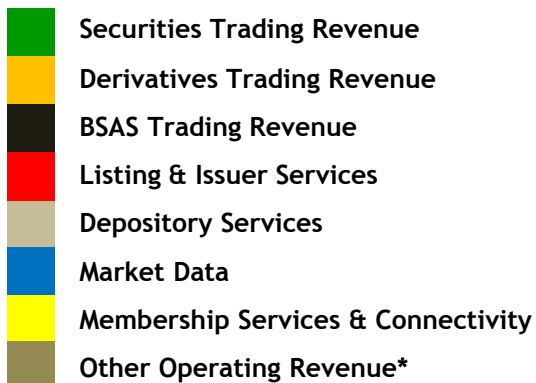 Securities Trading Revenue
Derivatives Trading Revenue
BSAS Trading Revenue
Listing & Issuer Services
Depository Services
Market Data
Membership Services & Connectivity
Other Operating Revenue*